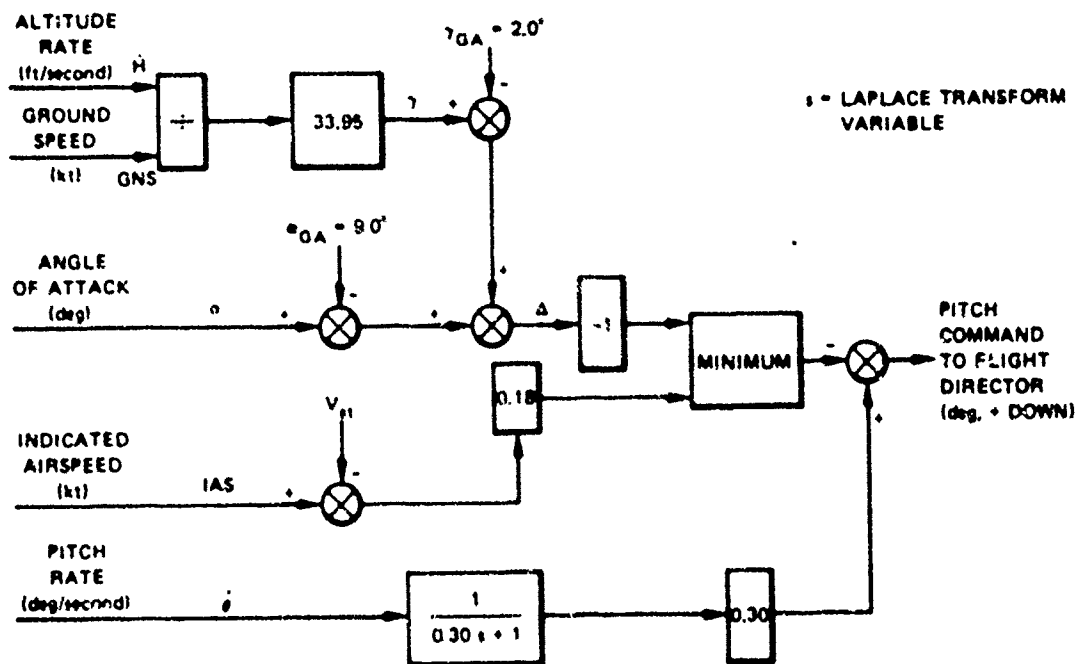 ALTITUDE
RATE
(ft/second)
Ḣ
GROUND
SPEED
(kt)
GNS
÷
33.95
γ
+
γGA = 2.0°
-
s = LAPLACE TRANSFORM
VARIABLE
αGA = 9.0°
-
ANGLE
OF ATTACK
(deg)
α
+
+
+
Δ
MINIMUM
-
+
PITCH
COMMAND
TO FLIGHT
DIRECTOR
(deg, + DOWN)
0.18
Vst
-
INDICATED
AIRSPEED
(kt)
IAS
+
PITCH
RATE
(deg/second)
θ̇
1
0.30 s + 1
0.30